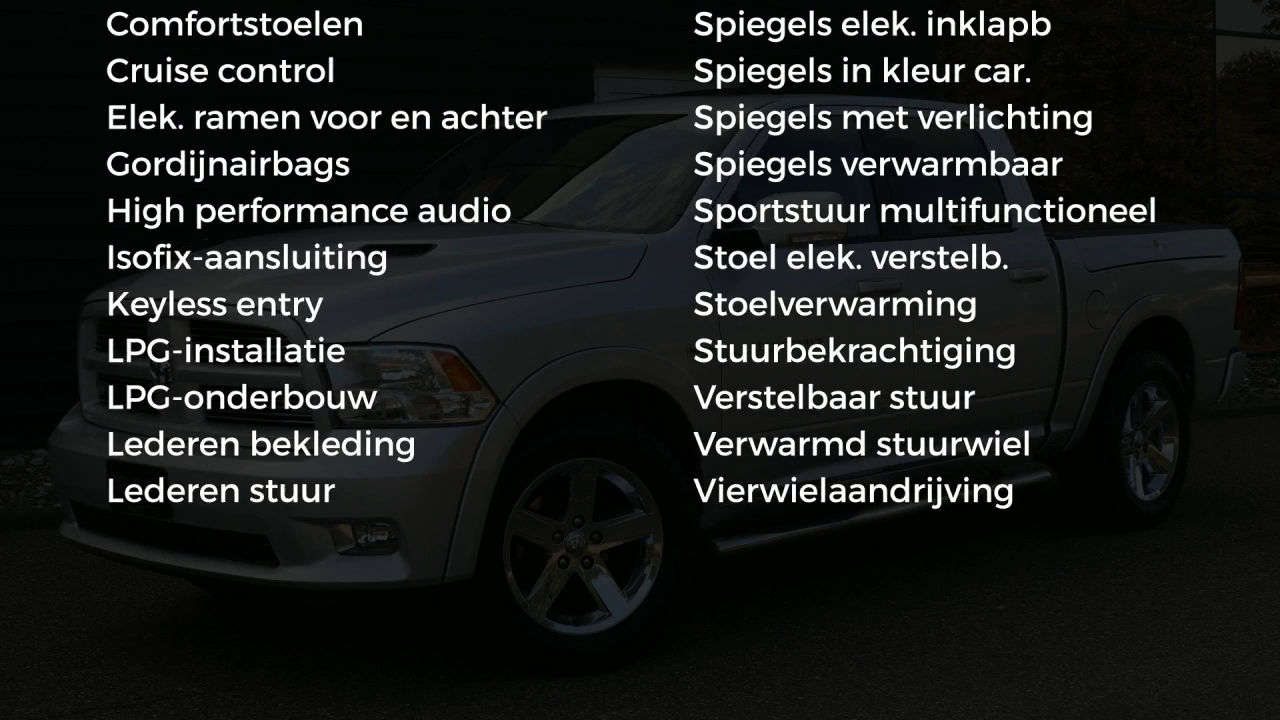 Comfortstoelen
Cruise control
Elek. ramen voor en achter
Gordijnairbags
High performance audio
Isofix-aansluiting
Keyless entry
LPG-installatie
LPG-onderbouw
Lederen bekleding
Lederen stuur
Spiegels elek. inklapb
Spiegels in kleur car.
Spiegels met verlichting
Spiegels verwarmbaar
Sportstuur multifunctioneel
Stoel elek. verstelb.
Stoelverwarming
Stuurbekrachtiging
Verstelbaar stuur
Verwarmd stuurwiel
Vierwielaandrijving